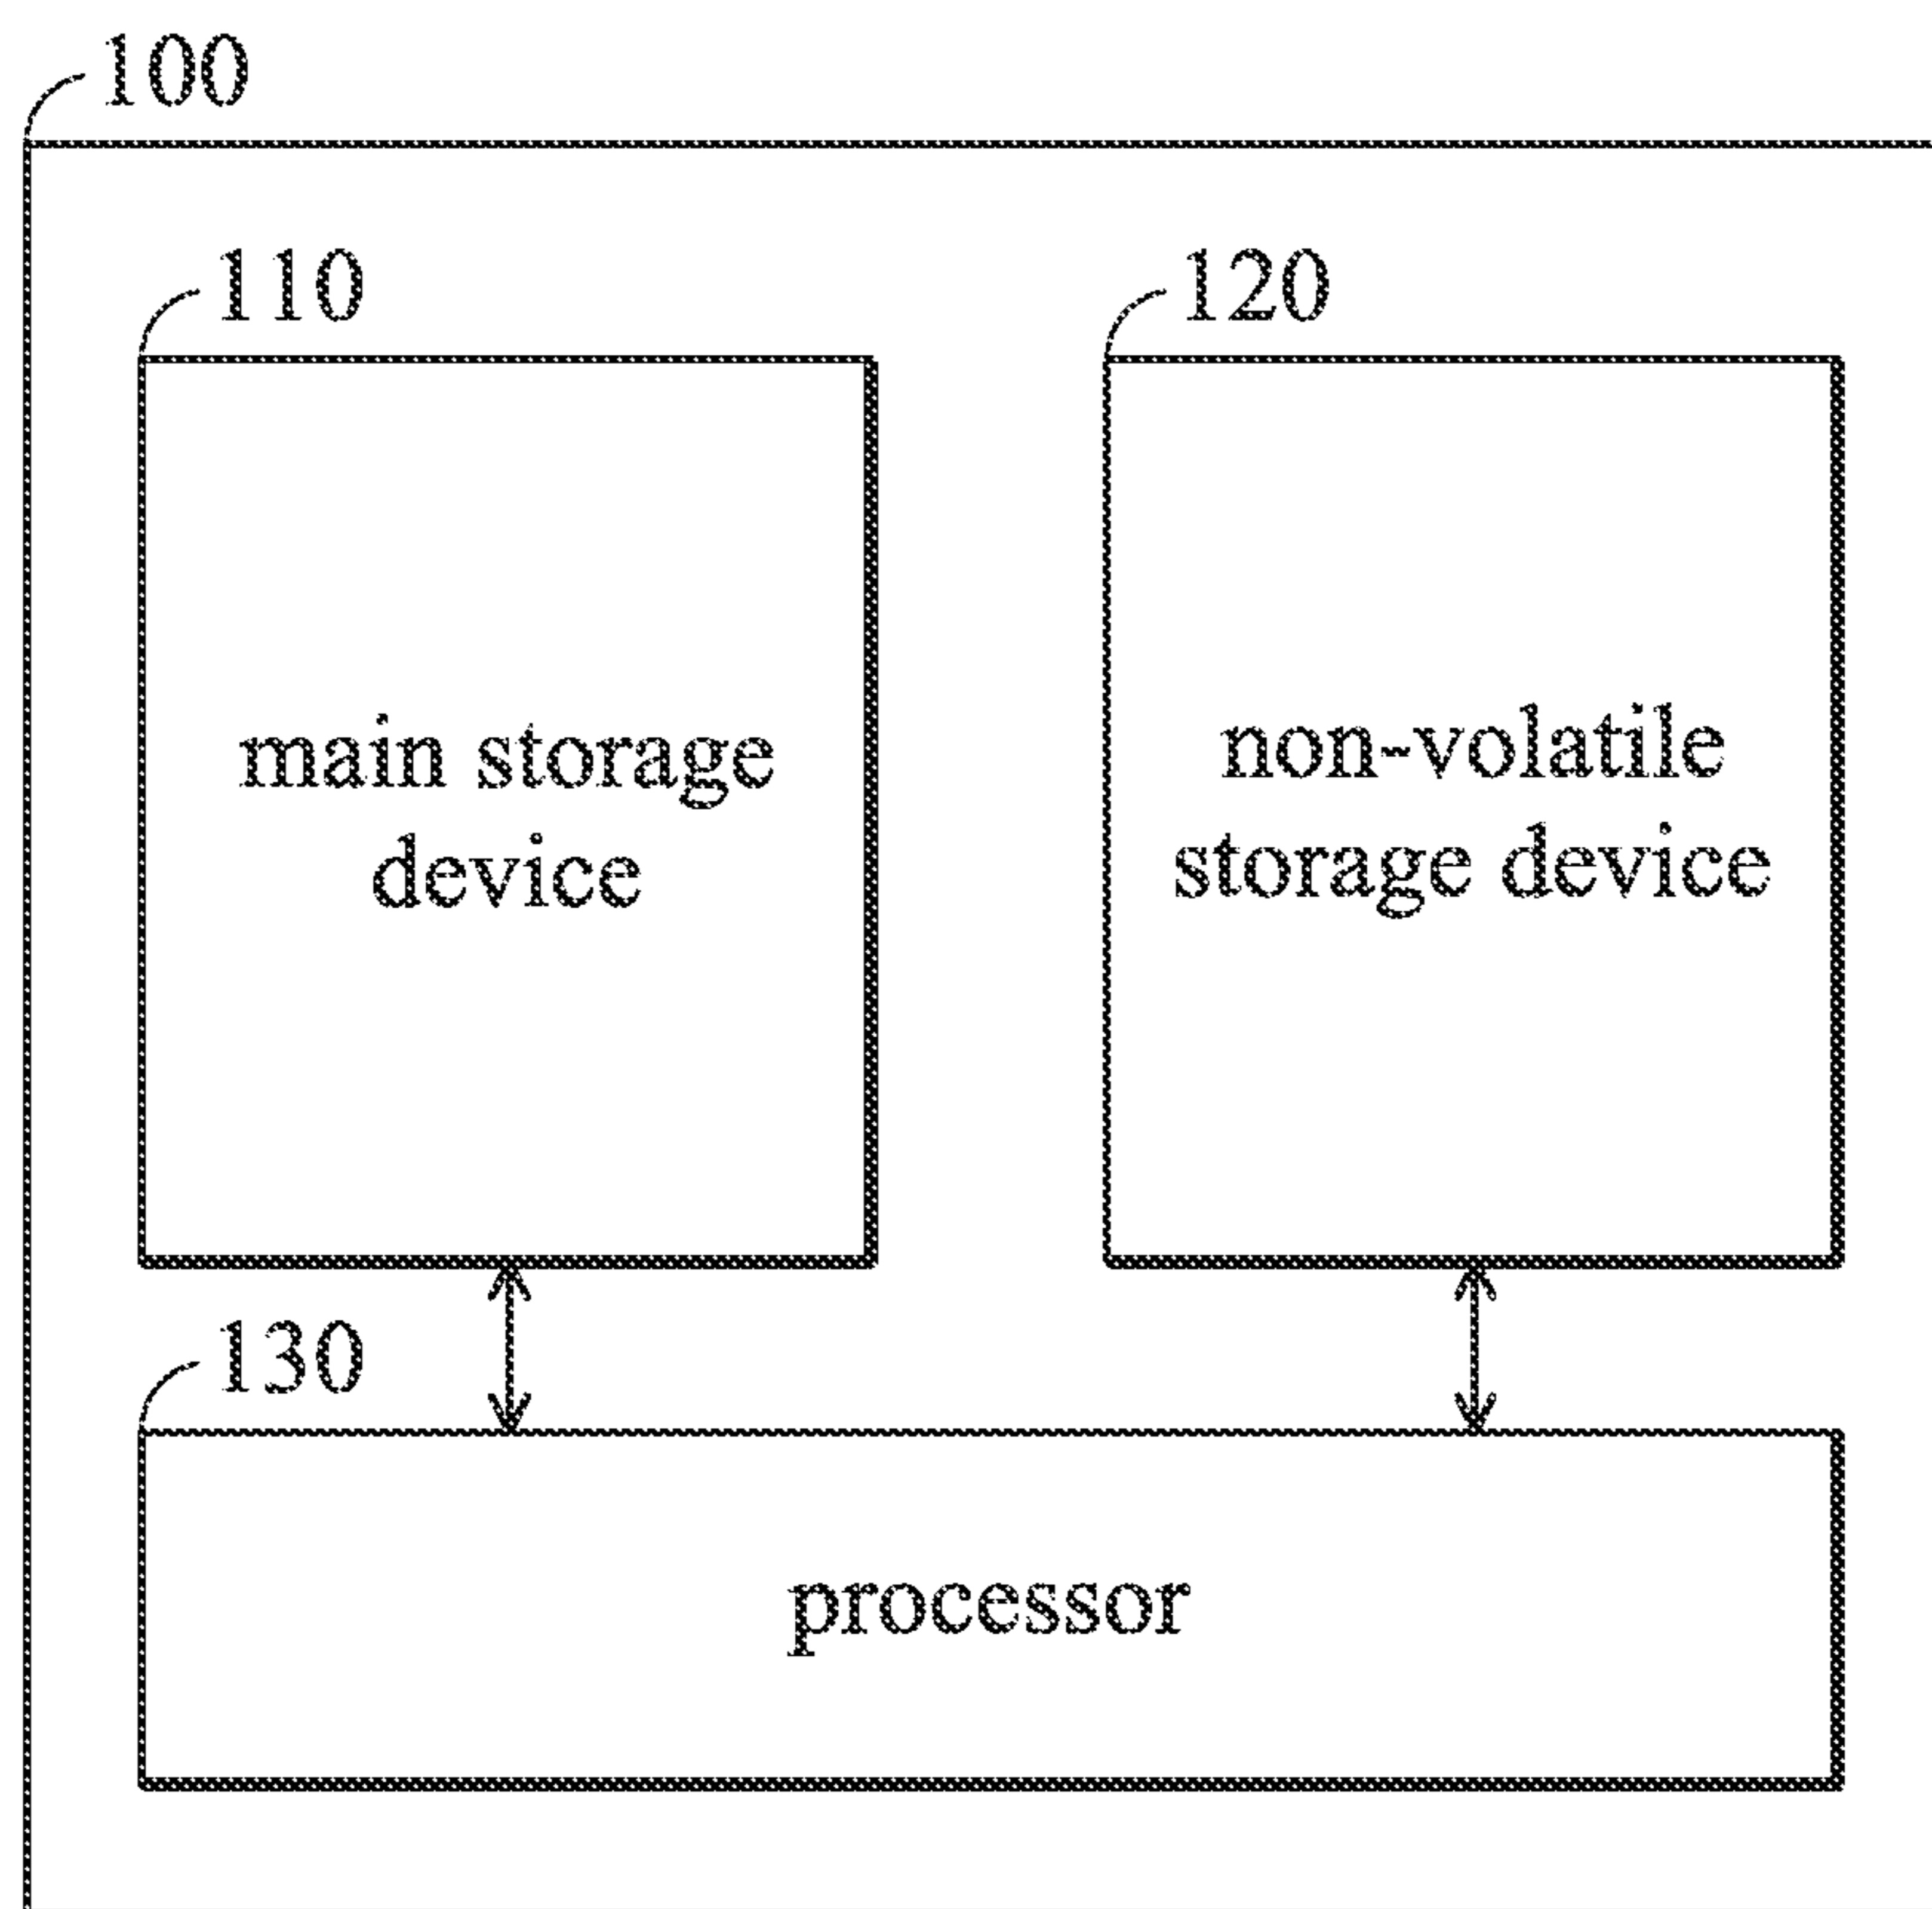 100
110
120
main storage
device
non-volatile
storage device
130
processor